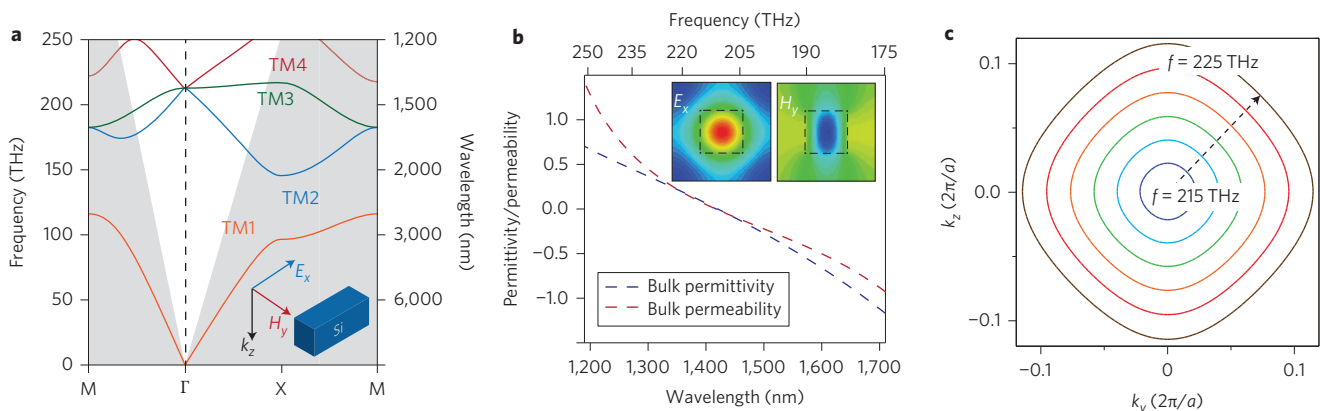 a
250
200
150
100
50
0
Frequency (THz)
M
Γ
X
M
TM4
TM3
TM2
TM1
E_x
H_y
k_z
Si
1,200
1,400
2,000
3,000
6,000
Wavelength (nm)
b
Frequency (THz)
250
235
220
205
190
175
Permittivity/permeability
1.0
0.5
0.0
−0.5
−1.0
E_x
H_y
Bulk permittivity
Bulk permeability
1,200
1,300
1,400
1,500
1,600
1,700
Wavelength (nm)
c
k_z (2π/a)
0.1
0.0
−0.1
f = 225 THz
f = 215 THz
−0.1
0
0.1
k_y (2π/a)